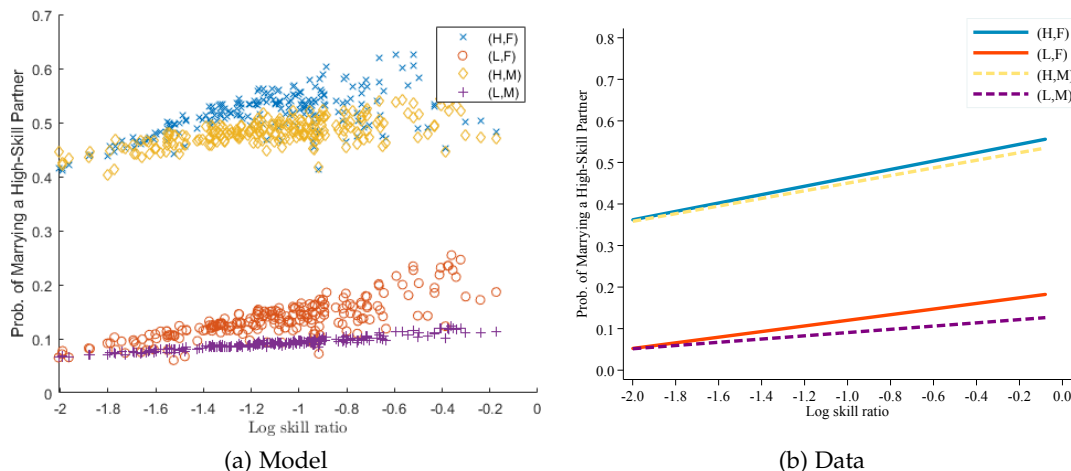 0.7
0.6
0.5
0.4
0.3
0.2
0.1
0
Prob. of Marrying a High-Skill Partner
-2
-1.8
-1.6
-1.4
-1.2
-1
-0.8
-0.6
-0.4
-0.2
0
Log skill ratio
(H,F)
(L,F)
(H,M)
(L,M)
(a) Model
0.8
0.7
0.6
0.5
0.4
0.3
0.2
0.1
0.0
Prob. of Marrying a High-Skill Partner
-2.0
-1.8
-1.6
-1.4
-1.2
-1.0
-0.8
-0.6
-0.4
-0.2
0.0
Log skill ratio
(H,F)
(L,F)
(H,M)
(L,M)
(b) Data